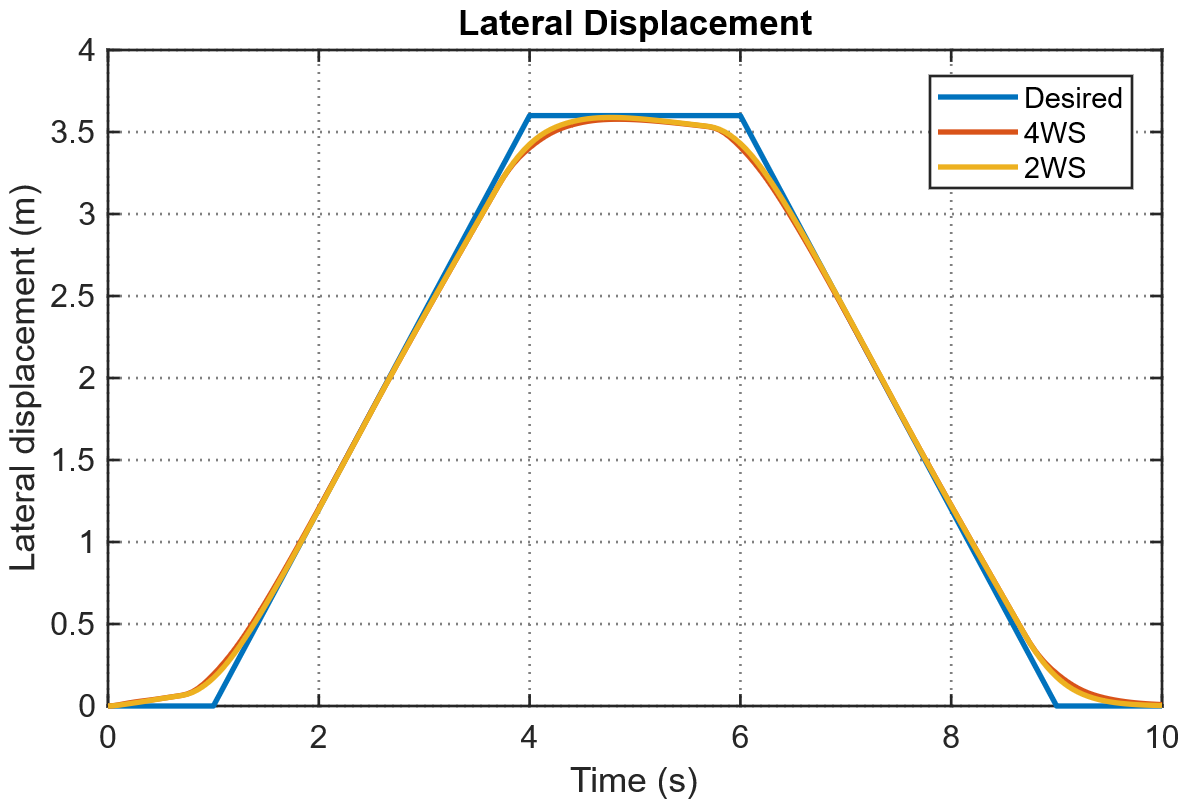 Lateral Displacement
4
3.5
3
2.5
2
1.5
1
0.5
0
Lateral displacement (m)
Desired
4WS
2WS
0 2 4 6 8 10
Time (s)